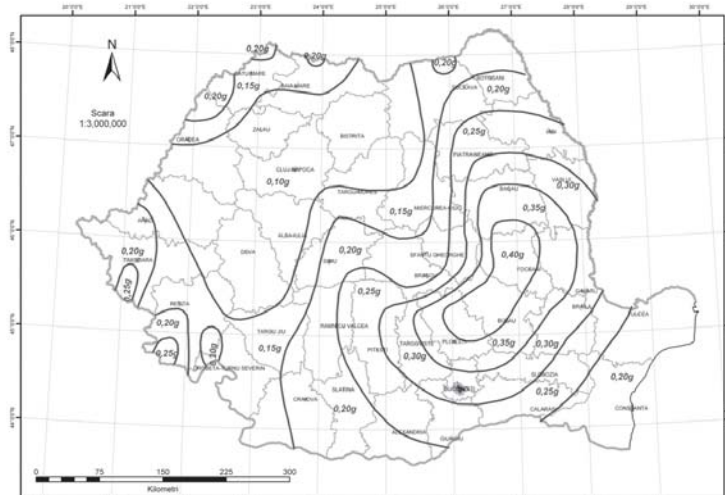 20°0'0"E 21°0'0"E 22°0'0"E 23°0'0"E 24°0'0"E 25°0'0"E 26°0'0"E 27°0'0"E 28°0'0"E 29°0'0"E 30°0'0"E
N
Scara
1:3,000,000
0,20g
0,20g
0,20g
SATU MARE
BAIA MARE
0,15g
0,20g
BOTOSANI
SUCEAVA
0,20g
ORADEA
ZALAU
BISTRITA
0,25g
IASI
PIATRA NEAMT
CLUJ-NAPOCA
0,10g
TARGU MURES
0,15g
MIERCUREA-CIUC
BACAU
VASLUI
0,30g
0,35g
ARAD
ALBA-IULIA
DEVA
SIBIU
0,20g
SFANTU GHEORGHE
BRASOV
0,40g
FOCSANI
0,20g
TIMISOARA
0,25g
0,25g
GALATI
BRAILA
TULCEA
RESITA
0,20g
0,25g
0,20g
TARGU JIU
0,15g
RAMNICU VALCEA
PITESTI
TARGOVISTE
0,30g
PLOIESTI
BUZAU
0,35g
0,30g
DROBETA-TURNU SEVERIN
SLATINA
0,20g
CRAIOVA
SLOBOZIA
0,25g
CALARASI
0,20g
CONSTANTA
ALEXANDRIA
GIURGIU
0 75 150 225 300
Kilometri